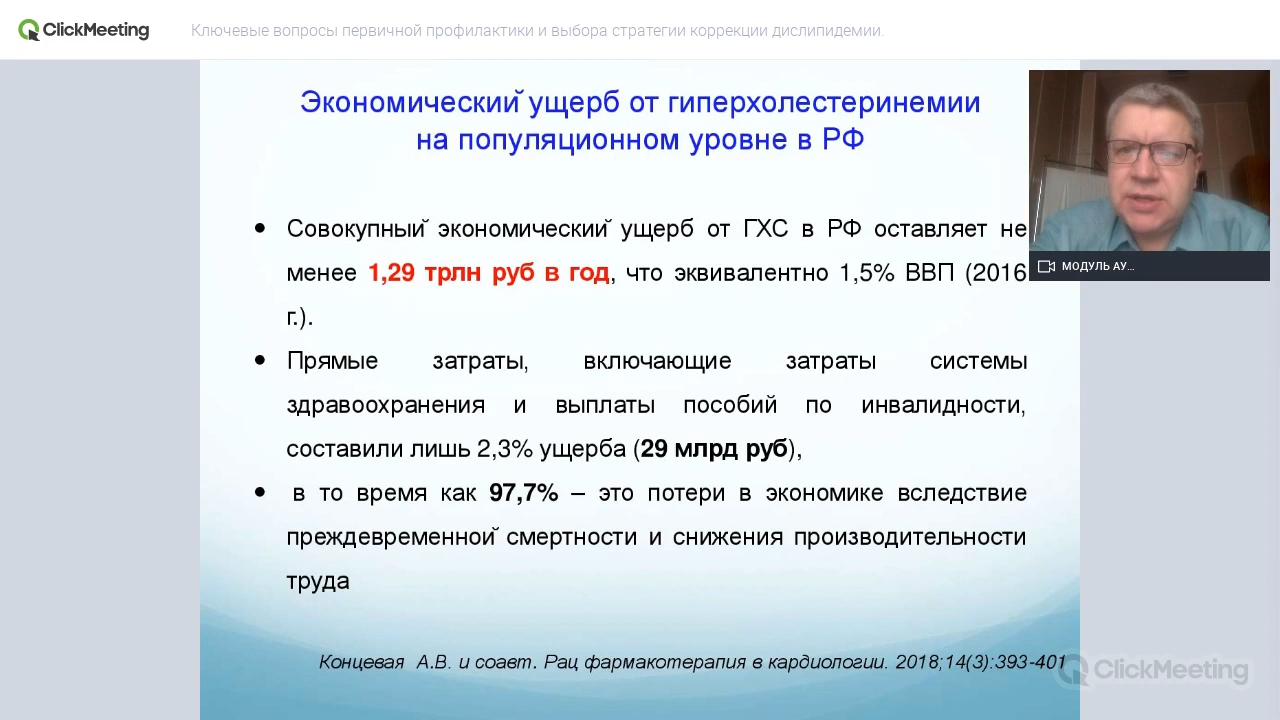 ClickMeeting
Ключевые вопросы первичной профилактики и выбора стратегии коррекции дислипидемии.
Экономический ущерб от гиперхолестеринемии
на популяционном уровне в РФ
• Совокупный экономический ущерб от ГХС в РФ оставляет не
менее 1,29 трлн руб в год, что эквивалентно 1,5% ВВП (2016
г.).
• Прямые затраты, включающие затраты системы
здравоохранения и выплаты пособий по инвалидности,
составили лишь 2,3% ущерба (29 млрд руб),
• в то время как 97,7% – это потери в экономике вследствие
преждевременной смертности и снижения производительности
труда
Концевая А.В. и соавт. Рац фармакотерапия в кардиологии. 2018;14(3):393-401
МОДУЛЬ АУ...
ClickMeeting